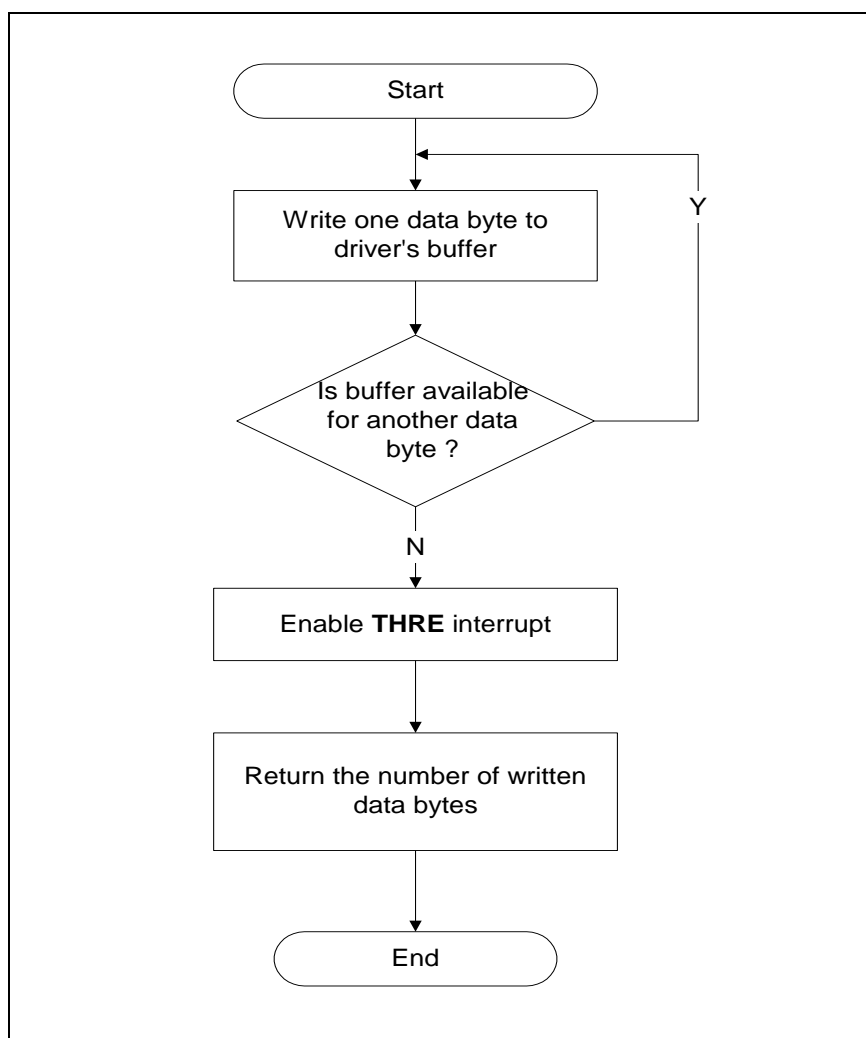 Start
Y
Write one data byte to
driver's buffer
Is buffer available
for another data
byte ?
N
Enable THRE interrupt
Return the number of written
data bytes
End